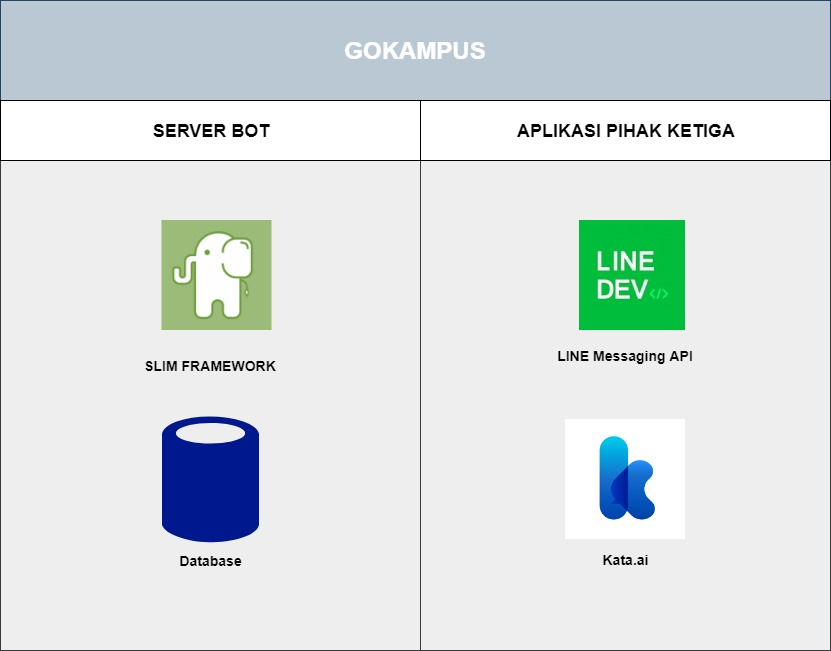 GOKAMPUS
SERVER BOT
APLIKASI PIHAK KETIGA
LINE
DEV</>
SLIM FRAMEWORK
LINE Messaging API
Database
Kata.ai